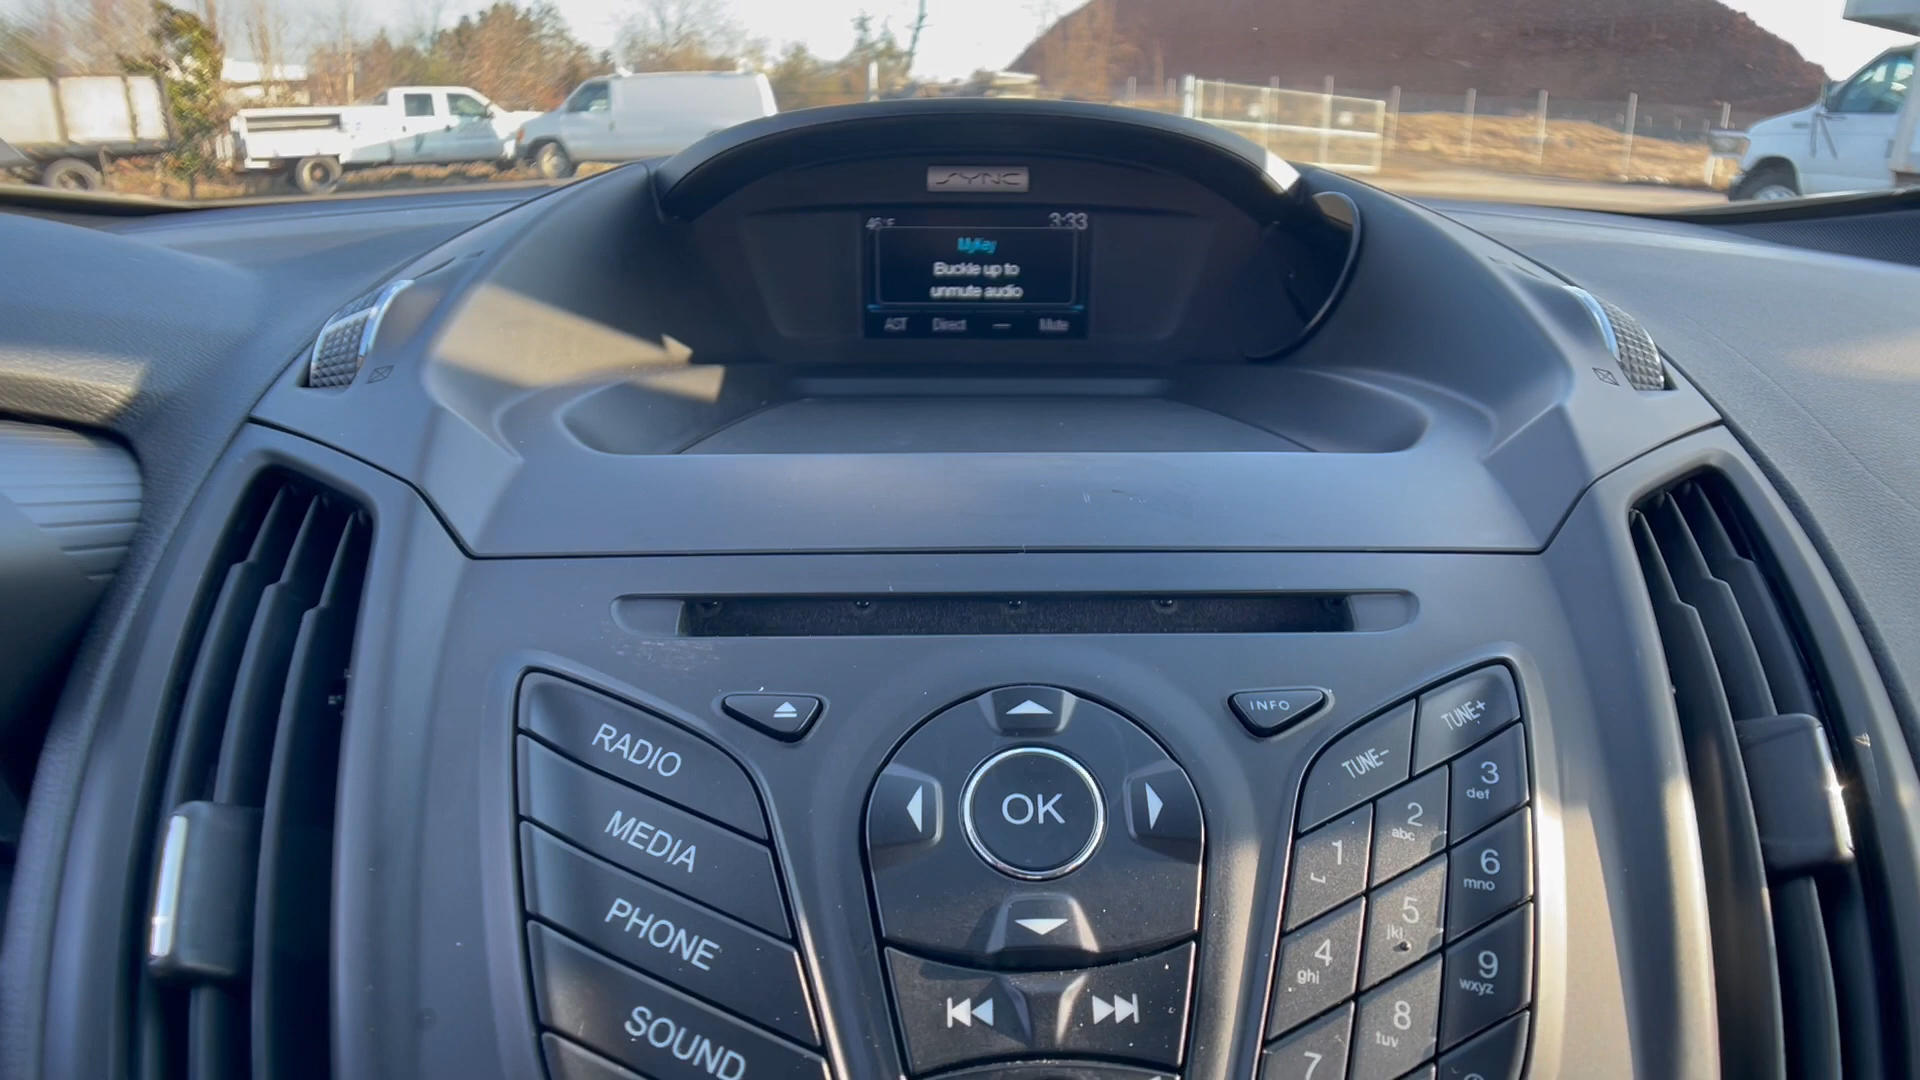 SYNC
46°F 3:33
MyKey
Buckle up to
unmute audio
AST Direct — Mute
RADIO
MEDIA
PHONE
SOUND
INFO
OK
TUNE- TUNE+
1 2 abc 3 def
4 ghi 5 jkl 6 mno
7 8 tuv 9 wxyz